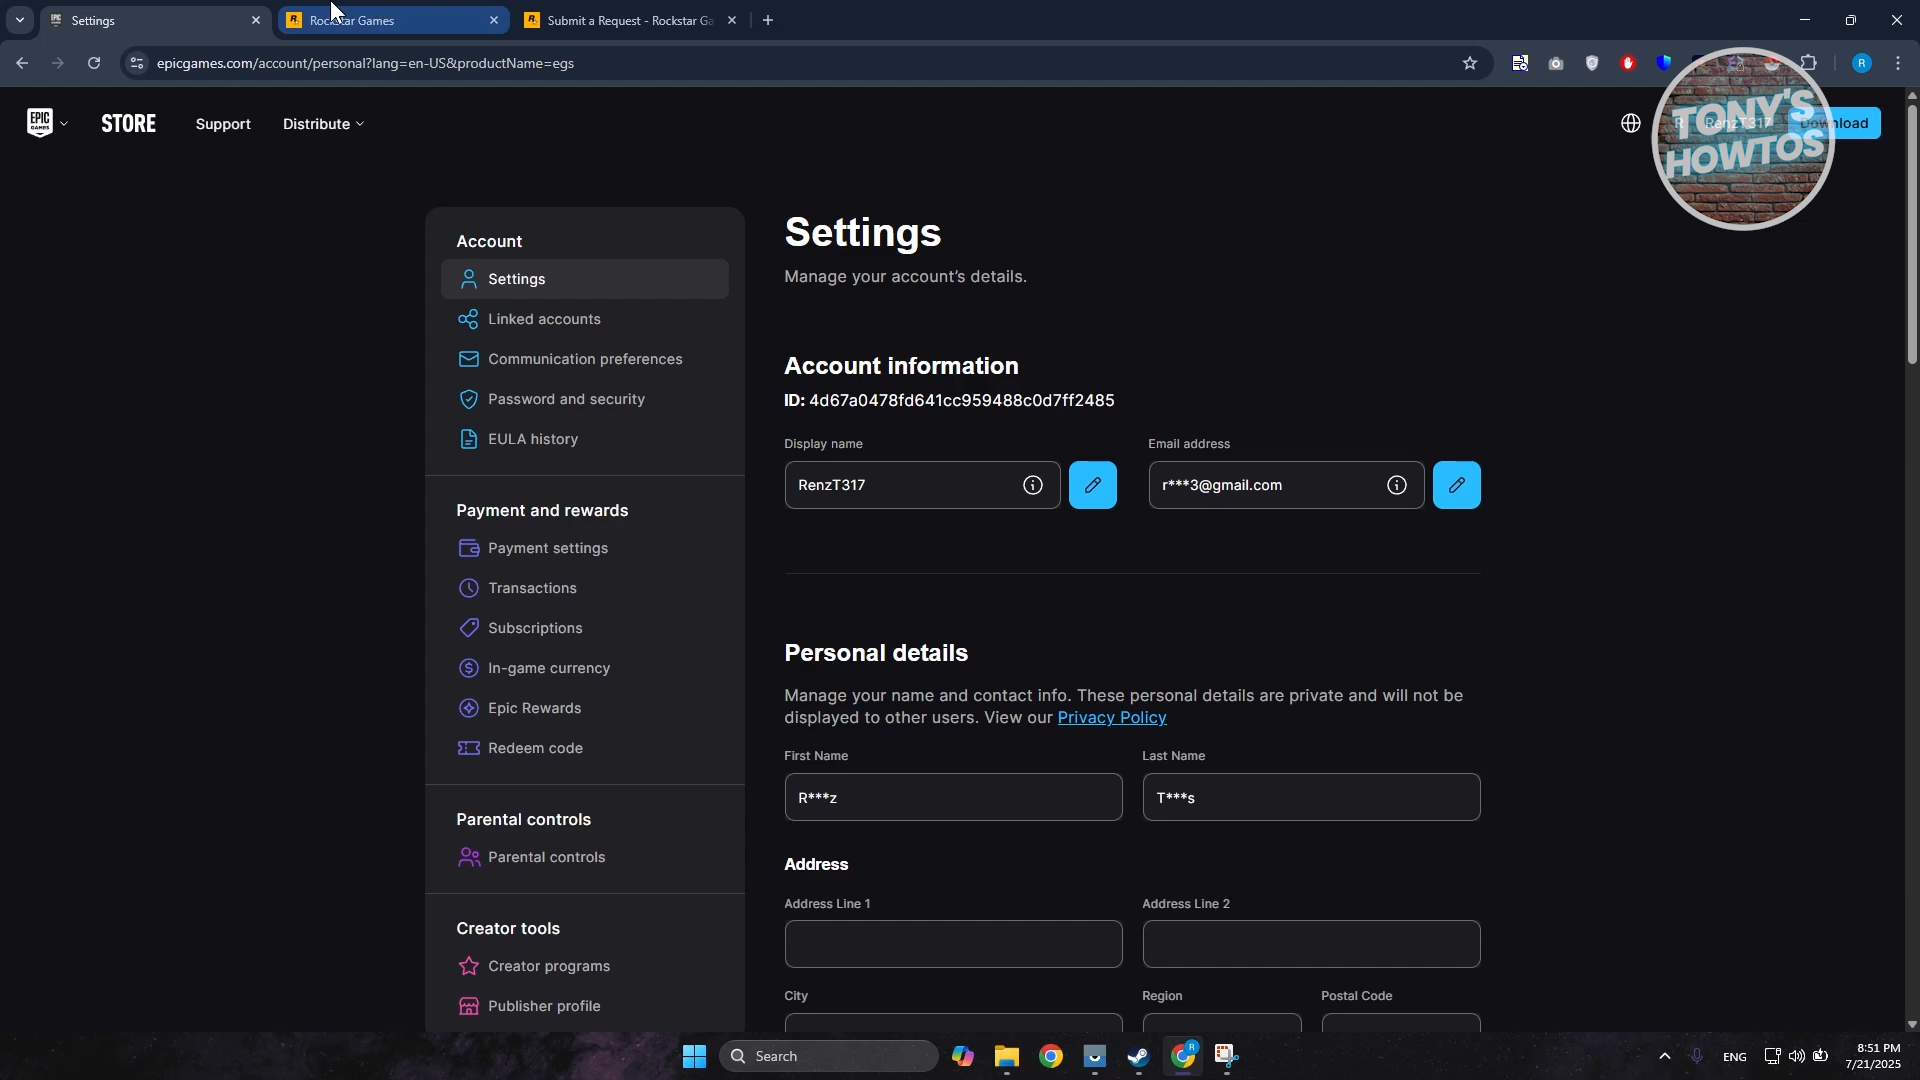 Settings
Rockstar Games
Submit a Request - Rockstar Ga
epicgames.com/account/personal?lang=en-US&productName=egs
R
EPIC GAMES
STORE
Support
Distribute
R
RenzT317
Download
TONY'S
HOWTOS
Account
Settings
Linked accounts
Communication preferences
Password and security
EULA history
Payment and rewards
Payment settings
Transactions
Subscriptions
In-game currency
Epic Rewards
Redeem code
Parental controls
Parental controls
Creator tools
Creator programs
Publisher profile
Settings
Manage your account's details.
Account information
ID: 4d67a0478fd641cc959488c0d7ff2485
Display name
Email address
RenzT317
r***3@gmail.com
Personal details
Manage your name and contact info. These personal details are private and will not be
displayed to other users. View our Privacy Policy
First Name
Last Name
R***z
T***s
Address
Address Line 1
Address Line 2
City
Region
Postal Code
Search
R
ENG
8:51 PM
7/21/2025